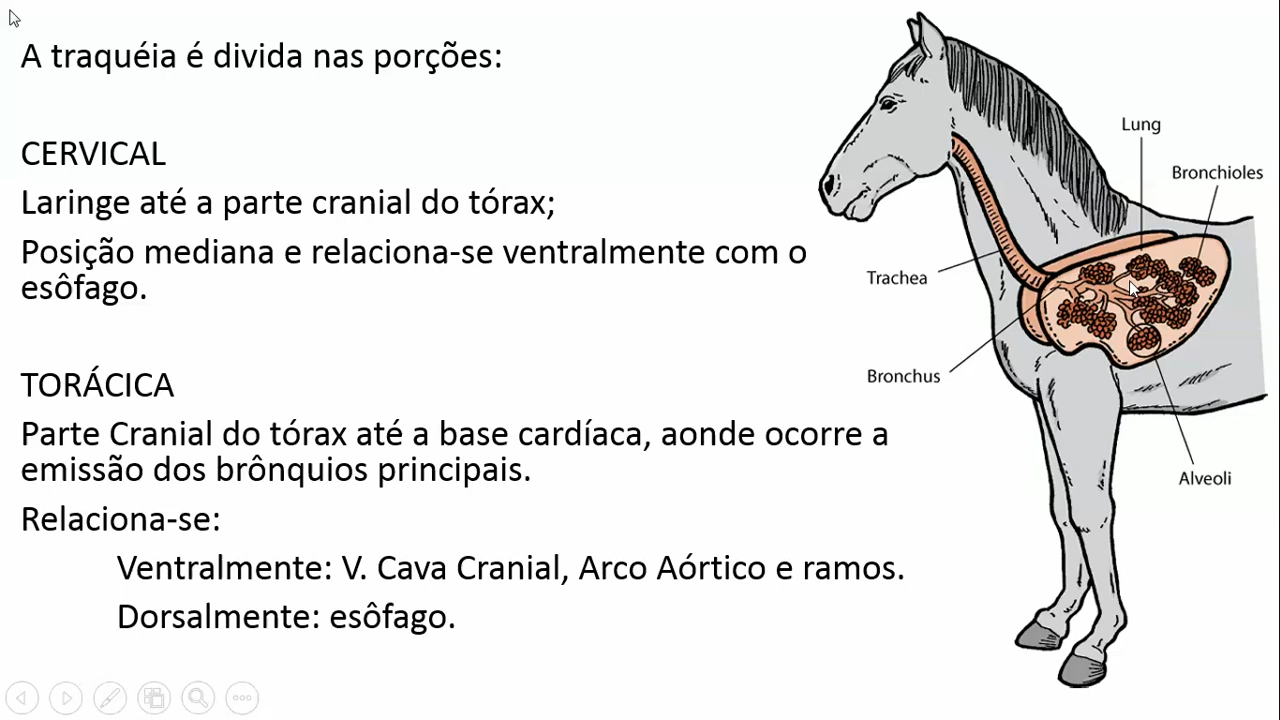 A traquéia é divida nas porções:
CERVICAL
Laringe até a parte cranial do tórax;
Posição mediana e relaciona-se ventralmente com o
esôfago.
TORÁCICA
Parte Cranial do tórax até a base cardíaca, aonde ocorre a
emissão dos brônquios principais.
Relaciona-se:
Ventralmente: V. Cava Cranial, Arco Aórtico e ramos.
Dorsalmente: esôfago.
Lung
Bronchioles
Trachea
Bronchus
Alveoli